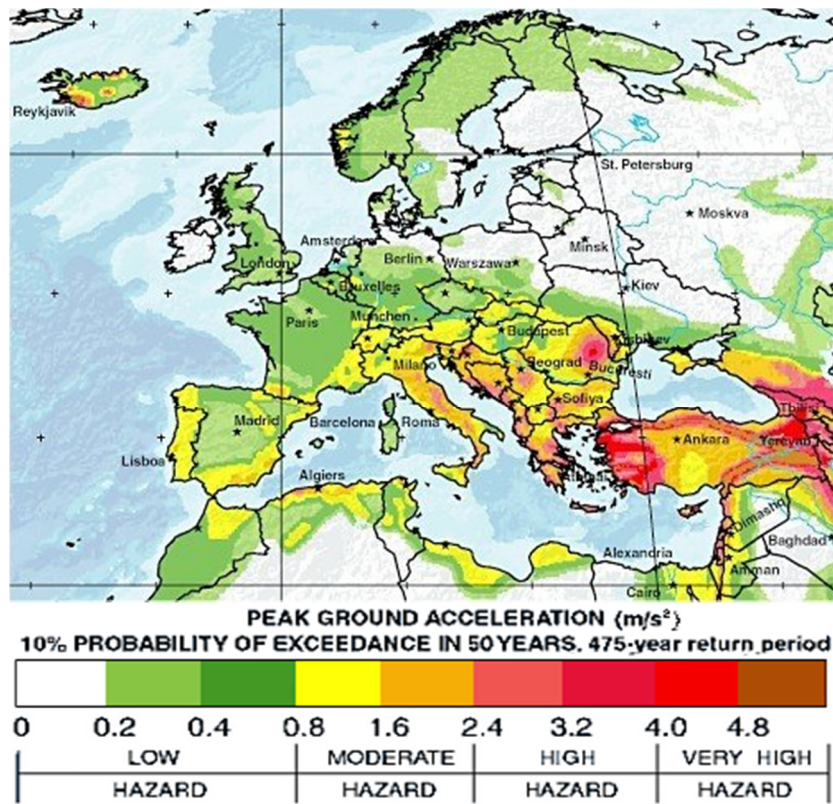 Reykjavik
St. Petersburg
Moskva
Minsk
Amsterdam
London
Berlin
Warszawa
Bruxelles
Kiev
Paris
Munchen
Budapest
Milano
Beograd
Bucuresti
Sofiya
Tbilisi
Madrid
Barcelona
Roma
Ankara
Yerevan
Lisboa
Algiers
Dimashq
Baghdad
Alexandria
Amman
Cairo
PEAK GROUND ACCELERATION (m/s²)
10% PROBABILITY OF EXCEEDANCE IN 50 YEARS, 475-year return period
0 0.2 0.4 0.8 1.6 2.4 3.2 4.0 4.8
LOW MODERATE HIGH VERY HIGH
HAZARD HAZARD HAZARD HAZARD